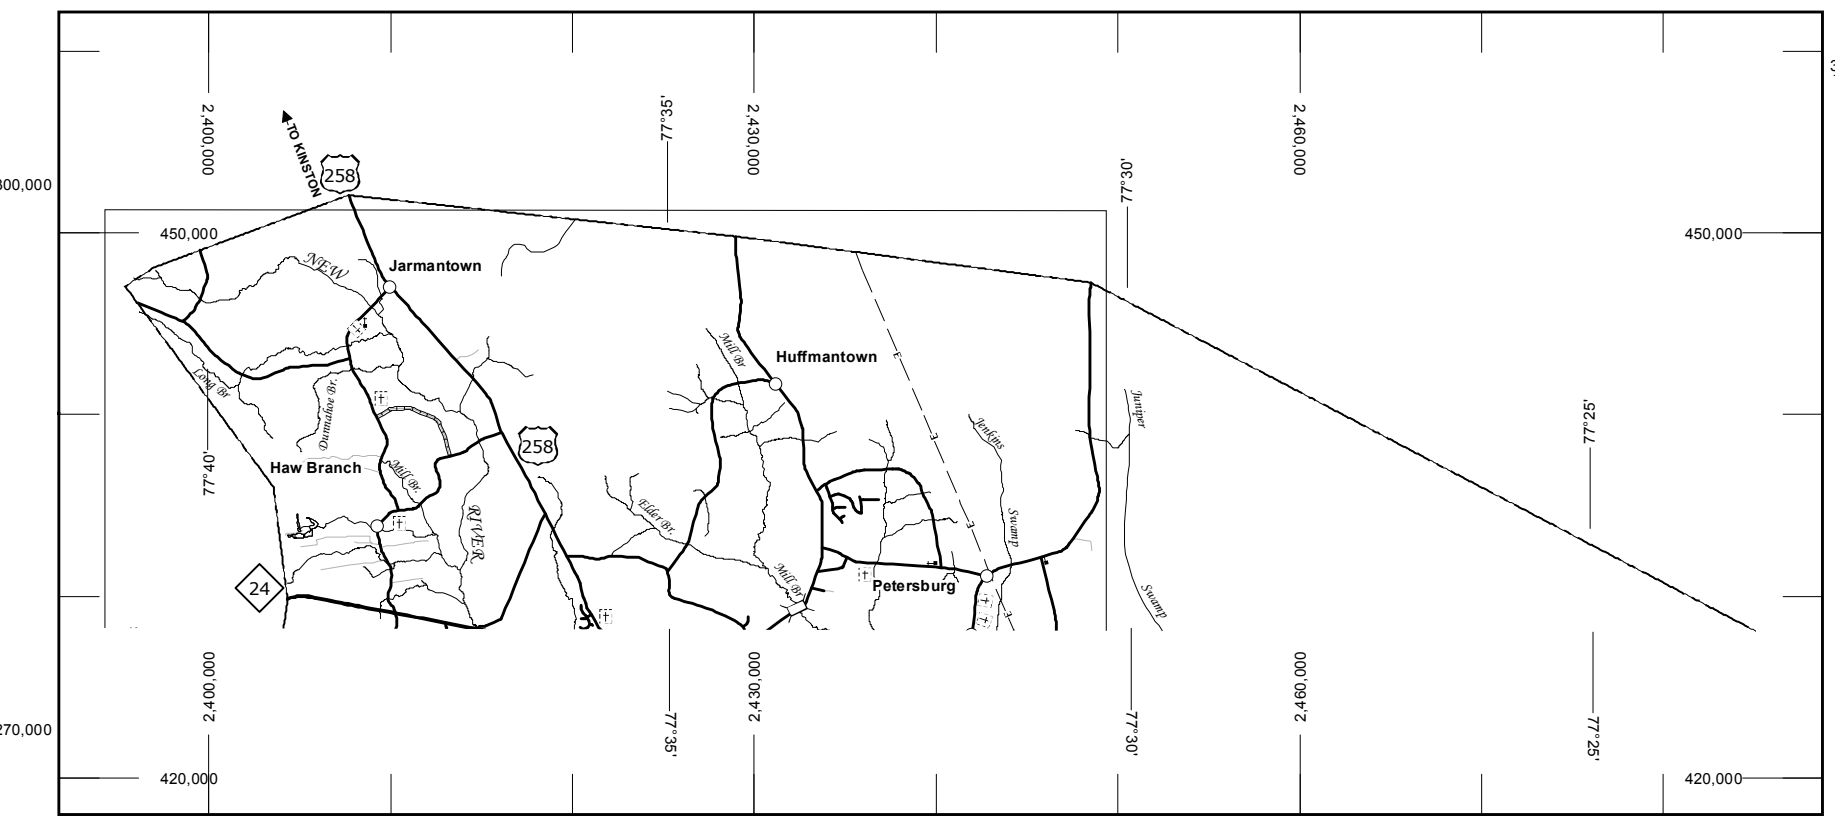 2,400,000
77°35'
2,430,000
77°30'
2,460,000
TO KINSTON
258
300,000
450,000
450,000
NEW
Jarmantown
Mill Br
Huffmantown
Long Br
Dunnahoe Br.
Juniper
77°25'
E
E
Jenkins
77°40'
Haw Branch
Mill Br.
258
RIVER
Elder Br.
E
Swamp
24
Mill Br
Petersburg
E
Swamp
2,400,000
77°35'
2,430,000
77°30'
2,460,000
77°25'
270,000
420,000
420,000